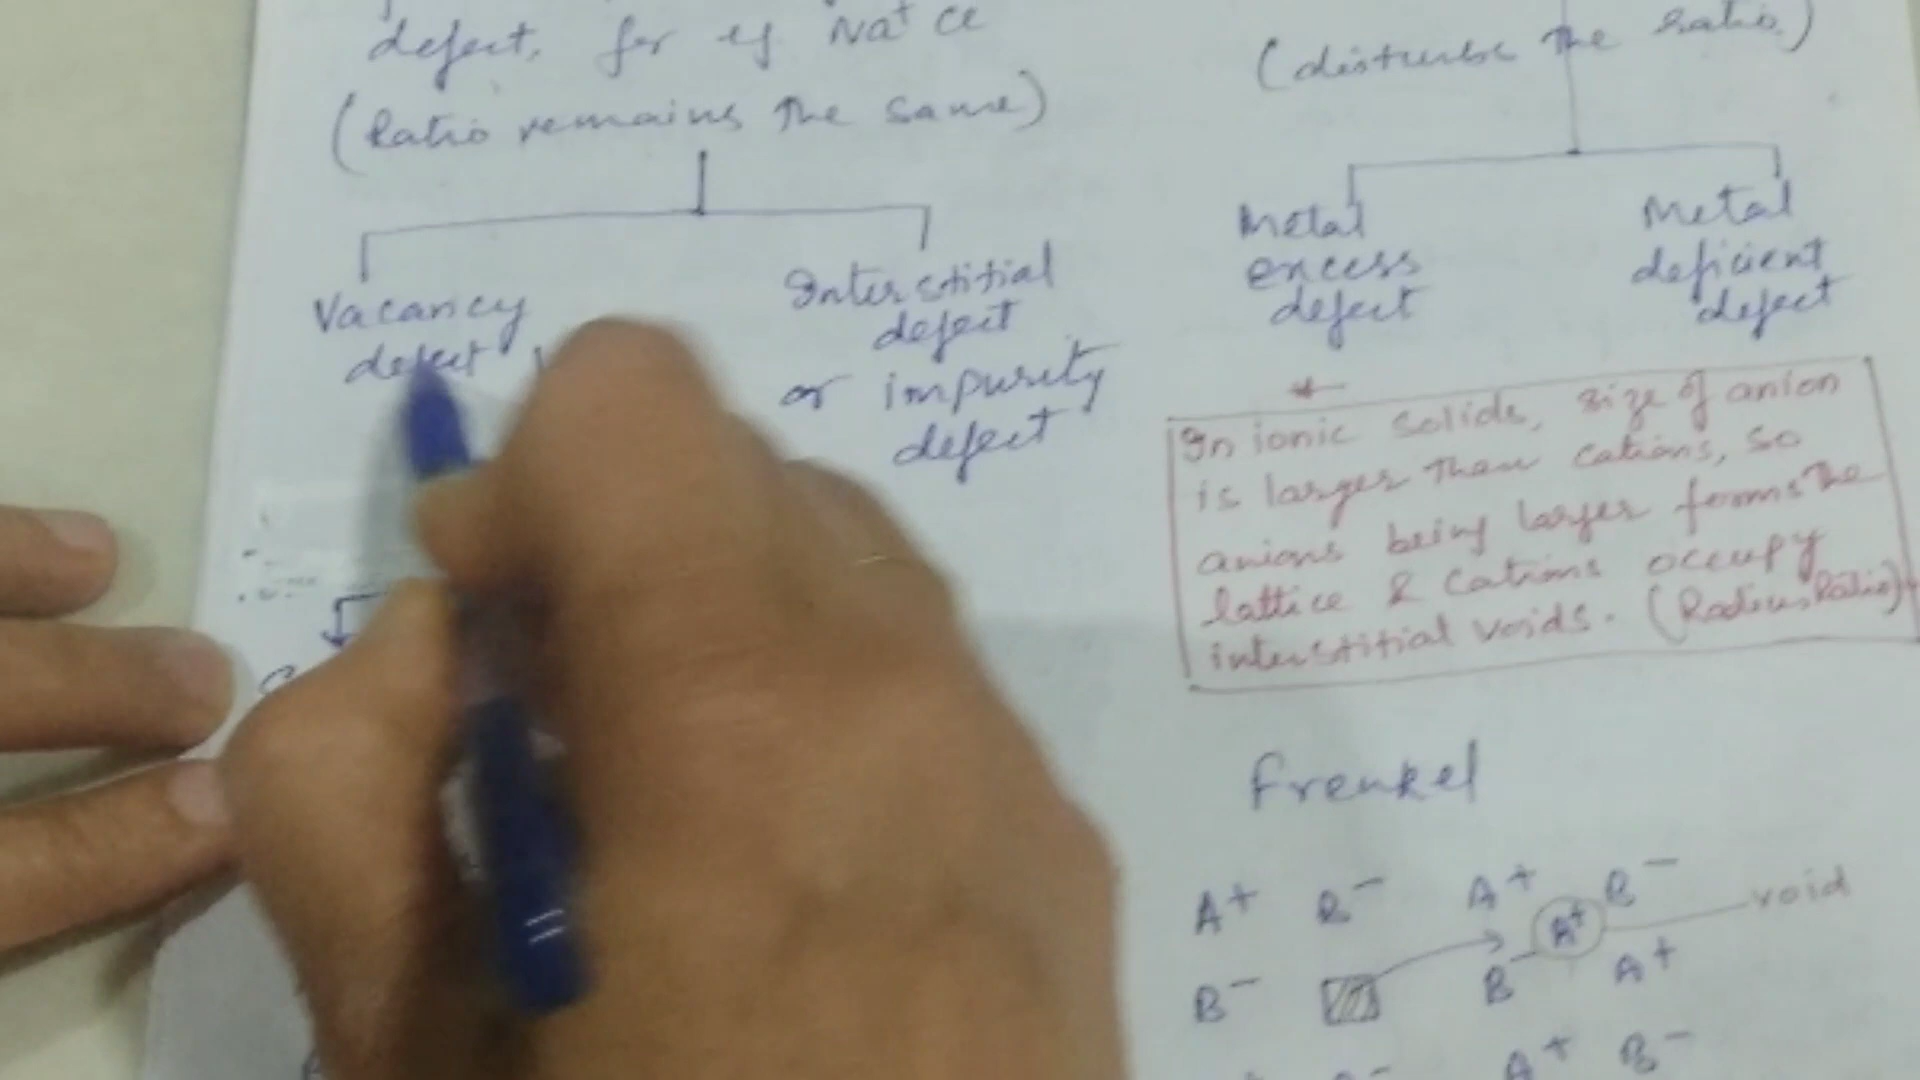 defect, for eg Na+ Cl
(Ratio remains the same)
Vacancy
defect
Interstitial
defect
or impurity
defect
(disturbs the ratio)
Metal
excess
defect
Metal
deficient
defect
In ionic solids, size of anion
is larger than cations, so
anions being larger forms the
lattice & cations occupy
interstitial voids. (Radius Ratio)
Frenkel
A+ B- A+ B-
A+ void
B- B- A+
A+ B-